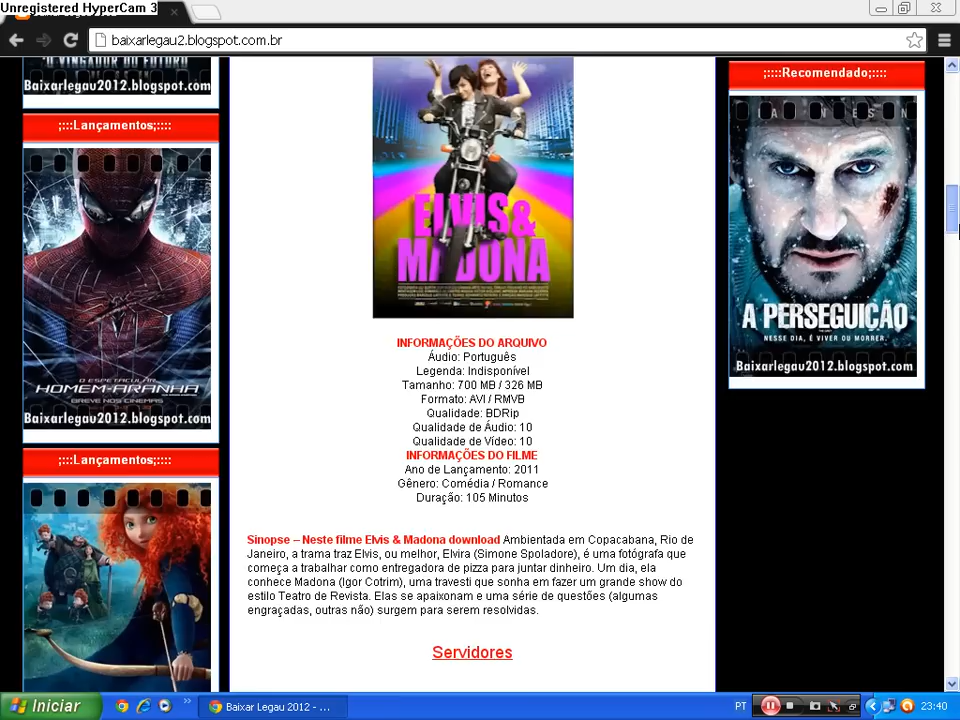 Unregistered HyperCam 3
baixarlegau2.blogspot.com.br
O VINGADOR DO FUTURO
Baixarlegau2012.blogspot.com
;:::Lançamentos;::::
O ESPETACULAR
HOMEM-ARANHA
BREVE NOS CINEMAS
Baixarlegau2012.blogspot.com
;:::Lançamentos;::::
ELVIS &
MADONA
INFORMAÇÕES DO ARQUIVO
Áudio: Português
Legenda: Indisponível
Tamanho: 700 MB / 326 MB
Formato: AVI / RMVB
Qualidade: BDRip
Qualidade de Áudio: 10
Qualidade de Vídeo: 10
INFORMAÇÕES DO FILME
Ano de Lançamento: 2011
Gênero: Comédia / Romance
Duração: 105 Minutos
Sinopse – Neste filme Elvis & Madona download Ambientada em Copacabana, Rio de
Janeiro, a trama traz Elvis, ou melhor, Elvira (Simone Spoladore), é uma fotógrafa que
começa a trabalhar como entregadora de pizza para juntar dinheiro. Um dia, ela
conhece Madona (Igor Cotrim), uma travesti que sonha em fazer um grande show do
estilo Teatro de Revista. Elas se apaixonam e uma série de questões (algumas
engraçadas, outras não) surgem para serem resolvidas.
Servidores
;::::Recomendado;::::
A PERSEGUIÇÃO
NESSE DIA, É VIVER OU MORRER.
Baixarlegau2012.blogspot.com
Iniciar
Baixar Legau 2012 - ...
PT
23:40